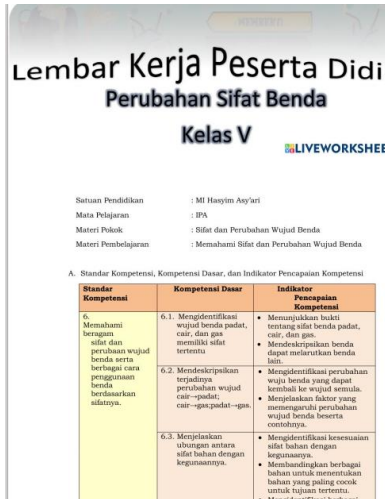 Lembar Kerja Peserta Didi
Perubahan Sifat Benda
Kelas V
LIVEWORKSHEE
Satuan Pendidikan : MI Hasyim Asy'ari
Mata Pelajaran : IPA
Materi Pokok : Sifat dan Perubahan Wujud Benda
Materi Pembelajaran : Memahami Sifat dan Perubahan Wujud Benda
A. Standar Kompetensi, Kompetensi Dasar, dan Indikator Pencapaian Kompetensi
Standar Kompetensi
Kompetensi Dasar
Indikator
Pencapaian
Kompetensi
6.
Memahami
beragam
sifat dan
perubaan wujud
benda serta
berbagai cara
penggunaan
benda
berdasarkan
sifatnya.
6.1. Mengidentifikasi
wujud benda padat,
cair, dan gas
memiliki sifat
tertentu
• Menunjukkan bukti
tentang sifat benda padat,
cair, dan gas.
• Mendeskripsikan benda
dapat melarutkan benda
lain.
6.2. Mendeskripsikan
terjadinya
perubahan wujud
cair→padat;
cair→gas;padat→gas.
• Mengidentifikasi perubahan
wuju benda yang dapat
kembali ke wujud semula.
• Menjelaskan faktor yang
memengaruhi perubahan
wujud benda beserta
contohnya.
6.3. Menjelaskan
ubungan antara
sifat bahan dengan
kegunaannya.
• Mengidentifikasi kesesuaian
sifat bahan dengan
kegunaanya.
• Membandingkan berbagai
bahan untuk menentukan
bahan yang paling cocok
untuk tujuan tertentu.